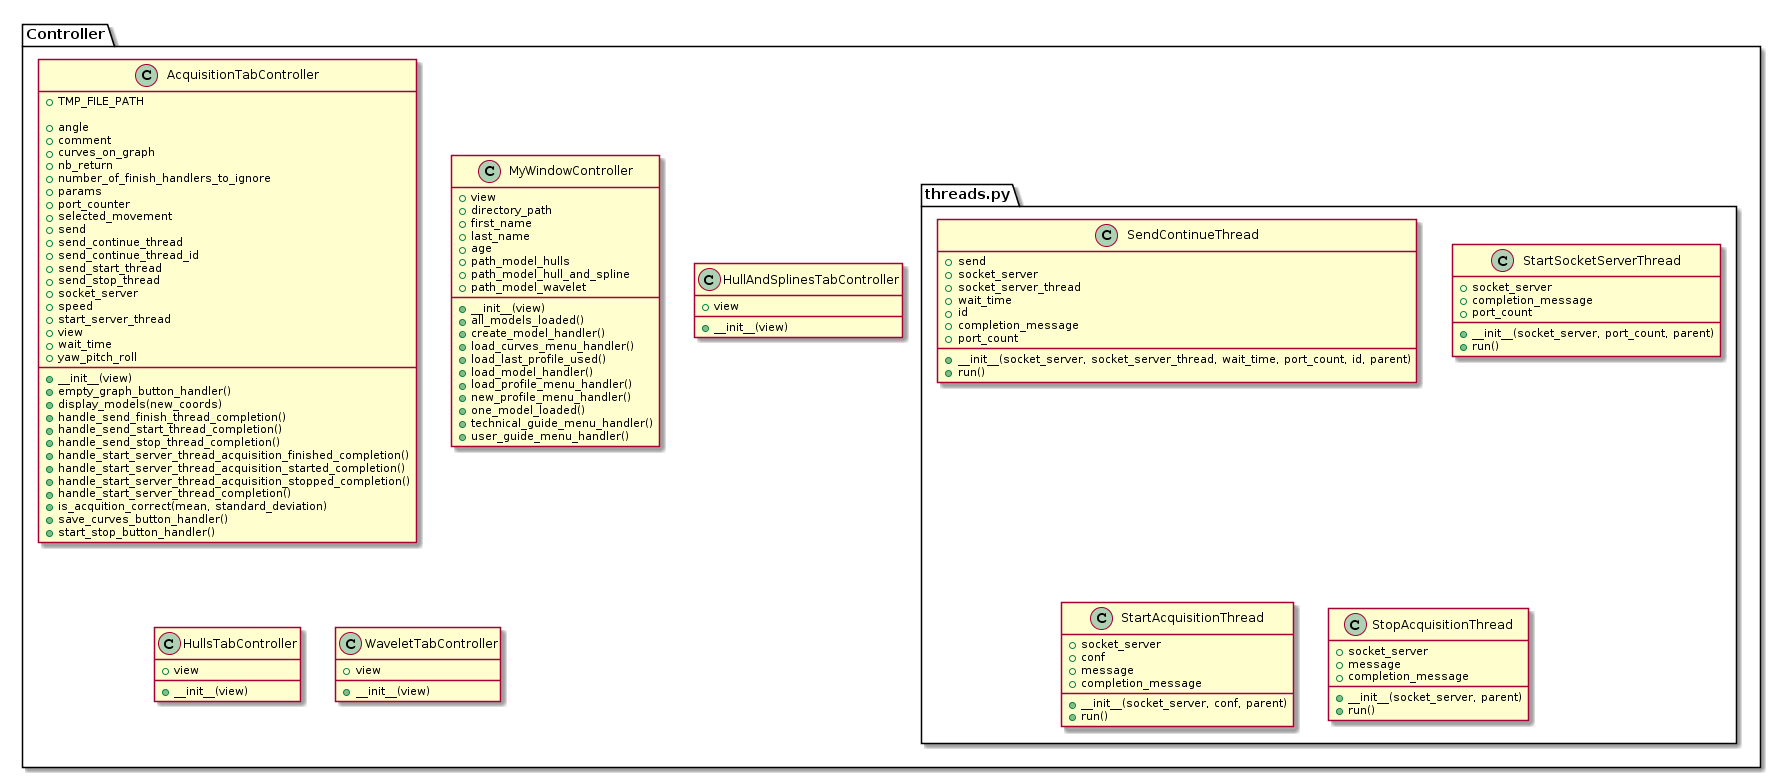 Controller
C AcquisitionTabController
TMP_FILE_PATH
angle
comment
curves_on_graph
nb_return
number_of_finish_handlers_to_ignore
params
port_counter
selected_movement
send
send_continue_thread
send_continue_thread_id
send_start_thread
send_stop_thread
socket_server
speed
start_server_thread
view
wait_time
yaw_pitch_roll
__init__(view)
empty_graph_button_handler()
display_models(new_coords)
handle_send_finish_thread_completion()
handle_send_start_thread_completion()
handle_send_stop_thread_completion()
handle_start_server_thread_acquisition_finished_completion()
handle_start_server_thread_acquisition_started_completion()
handle_start_server_thread_acquisition_stopped_completion()
handle_start_server_thread_completion()
is_acquition_correct(mean, standard_deviation)
save_curves_button_handler()
start_stop_button_handler()
C MyWindowController
view
directory_path
first_name
last_name
age
path_model_hulls
path_model_hull_and_spline
path_model_wavelet
__init__(view)
all_models_loaded()
create_model_handler()
load_curves_menu_handler()
load_last_profile_used()
load_model_handler()
load_profile_menu_handler()
new_profile_menu_handler()
one_model_loaded()
technical_guide_menu_handler()
user_guide_menu_handler()
C HullAndSplinesTabController
view
__init__(view)
threads.py
C SendContinueThread
send
socket_server
socket_server_thread
wait_time
id
completion_message
port_count
__init__(socket_server, socket_server_thread, wait_time, port_count, id, parent)
run()
C StartSocketServerThread
socket_server
completion_message
port_count
__init__(socket_server, port_count, parent)
run()
C HullsTabController
view
__init__(view)
C WaveletTabController
view
__init__(view)
C StartAcquisitionThread
socket_server
conf
message
completion_message
__init__(socket_server, conf, parent)
run()
C StopAcquisitionThread
socket_server
message
completion_message
__init__(socket_server, parent)
run()